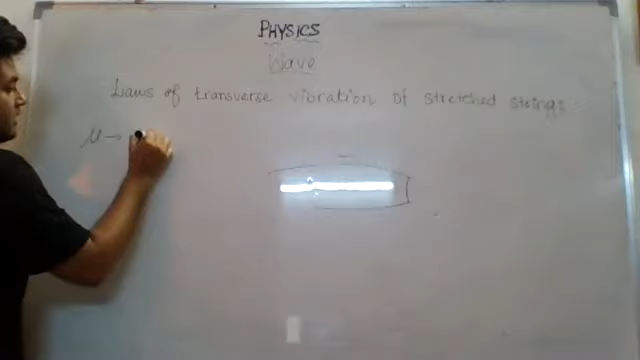 PHYSICS
Wave
Laws of transverse vibration of stretched strings
μ →